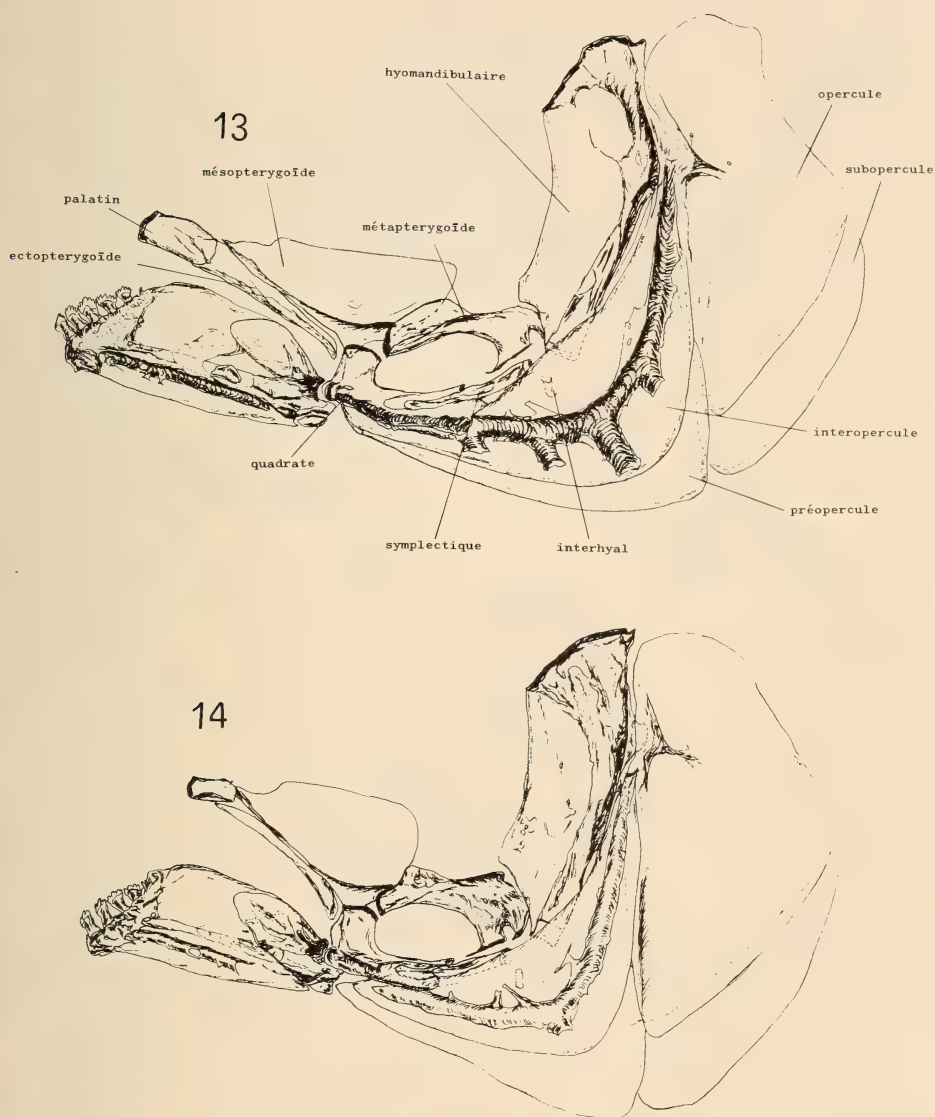 hyomandibulaire
opercule
13
mésopterygoïde
subopercule
palatin
métapterygoïde
ectopterygoïde
interopercule
quadrate
préopercule
symplectique
interhyal
14